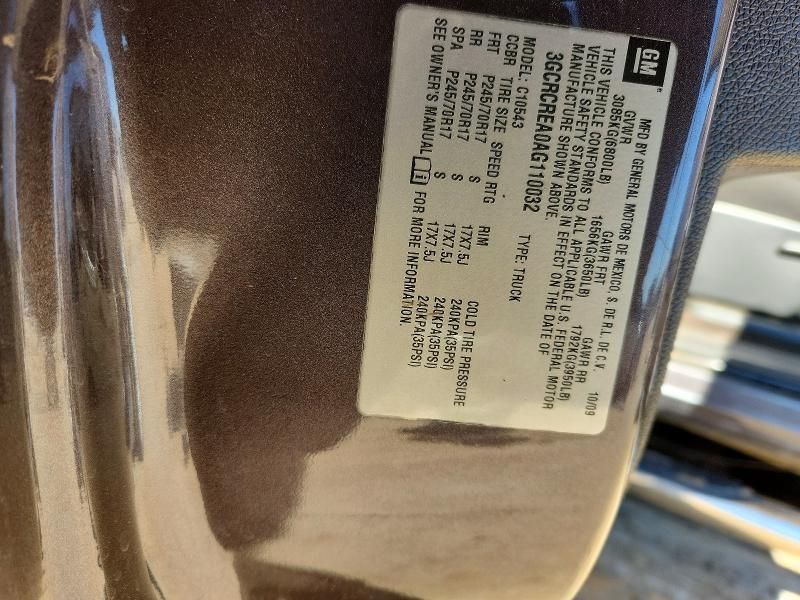 GM
MFD BY GENERAL MOTORS DE MEXICO, S. DE R.L. DE C.V.
10/09
GVWR GAWR FRT GAWR RR
3085KG(6800LB) 1656KG(3650LB) 1792KG(3950LB)
THIS VEHICLE CONFORMS TO ALL APPLICABLE U.S. FEDERAL MOTOR
VEHICLE SAFETY STANDARDS IN EFFECT ON THE DATE OF
MANUFACTURE SHOWN ABOVE.
3GCRCREA0AG110032 TYPE: TRUCK
MODEL: C10543
CCBR TIRE SIZE SPEED RTG RIM COLD TIRE PRESSURE
FRT P245/70R17 S 17X7.5J 240KPA(35PSI)
RR P245/70R17 S 17X7.5J 240KPA(35PSI)
SPA P245/70R17 S 17X7.5J 240KPA(35PSI)
SEE OWNER'S MANUAL i FOR MORE INFORMATION.